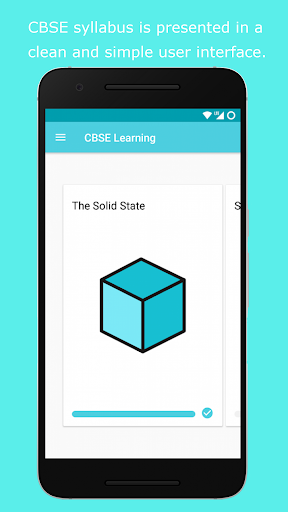 CBSE syllabus is presented in a
clean and simple user interface.
CBSE Learning
The Solid State
S